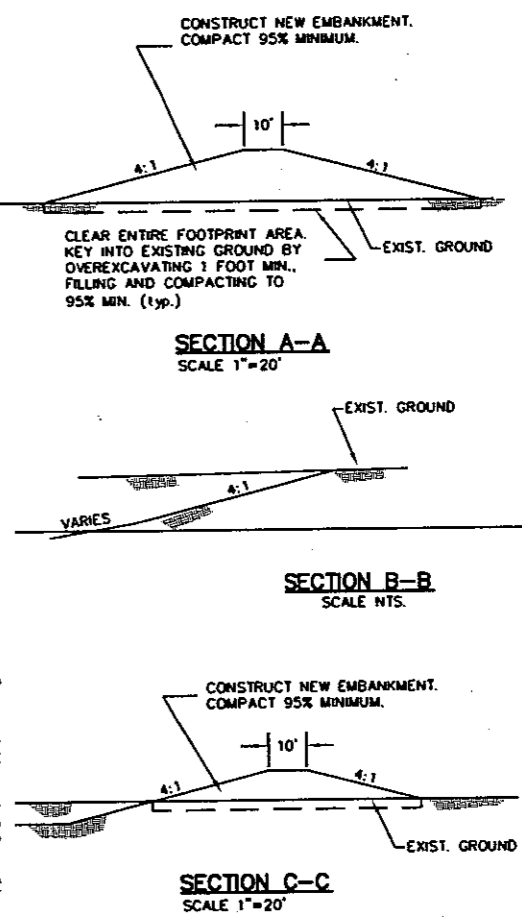 CONSTRUCT NEW EMBANKMENT.
COMPACT 95% MINIMUM.
10'
4:1
4:1
CLEAR ENTIRE FOOTPRINT AREA.
KEY INTO EXISTING GROUND BY
OVEREXCAVATING 1 FOOT MIN.,
FILLING AND COMPACTING TO
95% MIN. (typ.)
EXIST. GROUND
SECTION A-A
SCALE 1"=20'
EXIST. GROUND
4:1
VARIES
SECTION B-B
SCALE NTS.
CONSTRUCT NEW EMBANKMENT.
COMPACT 95% MINIMUM.
10'
4:1
4:1
EXIST. GROUND
SECTION C-C
SCALE 1"=20'